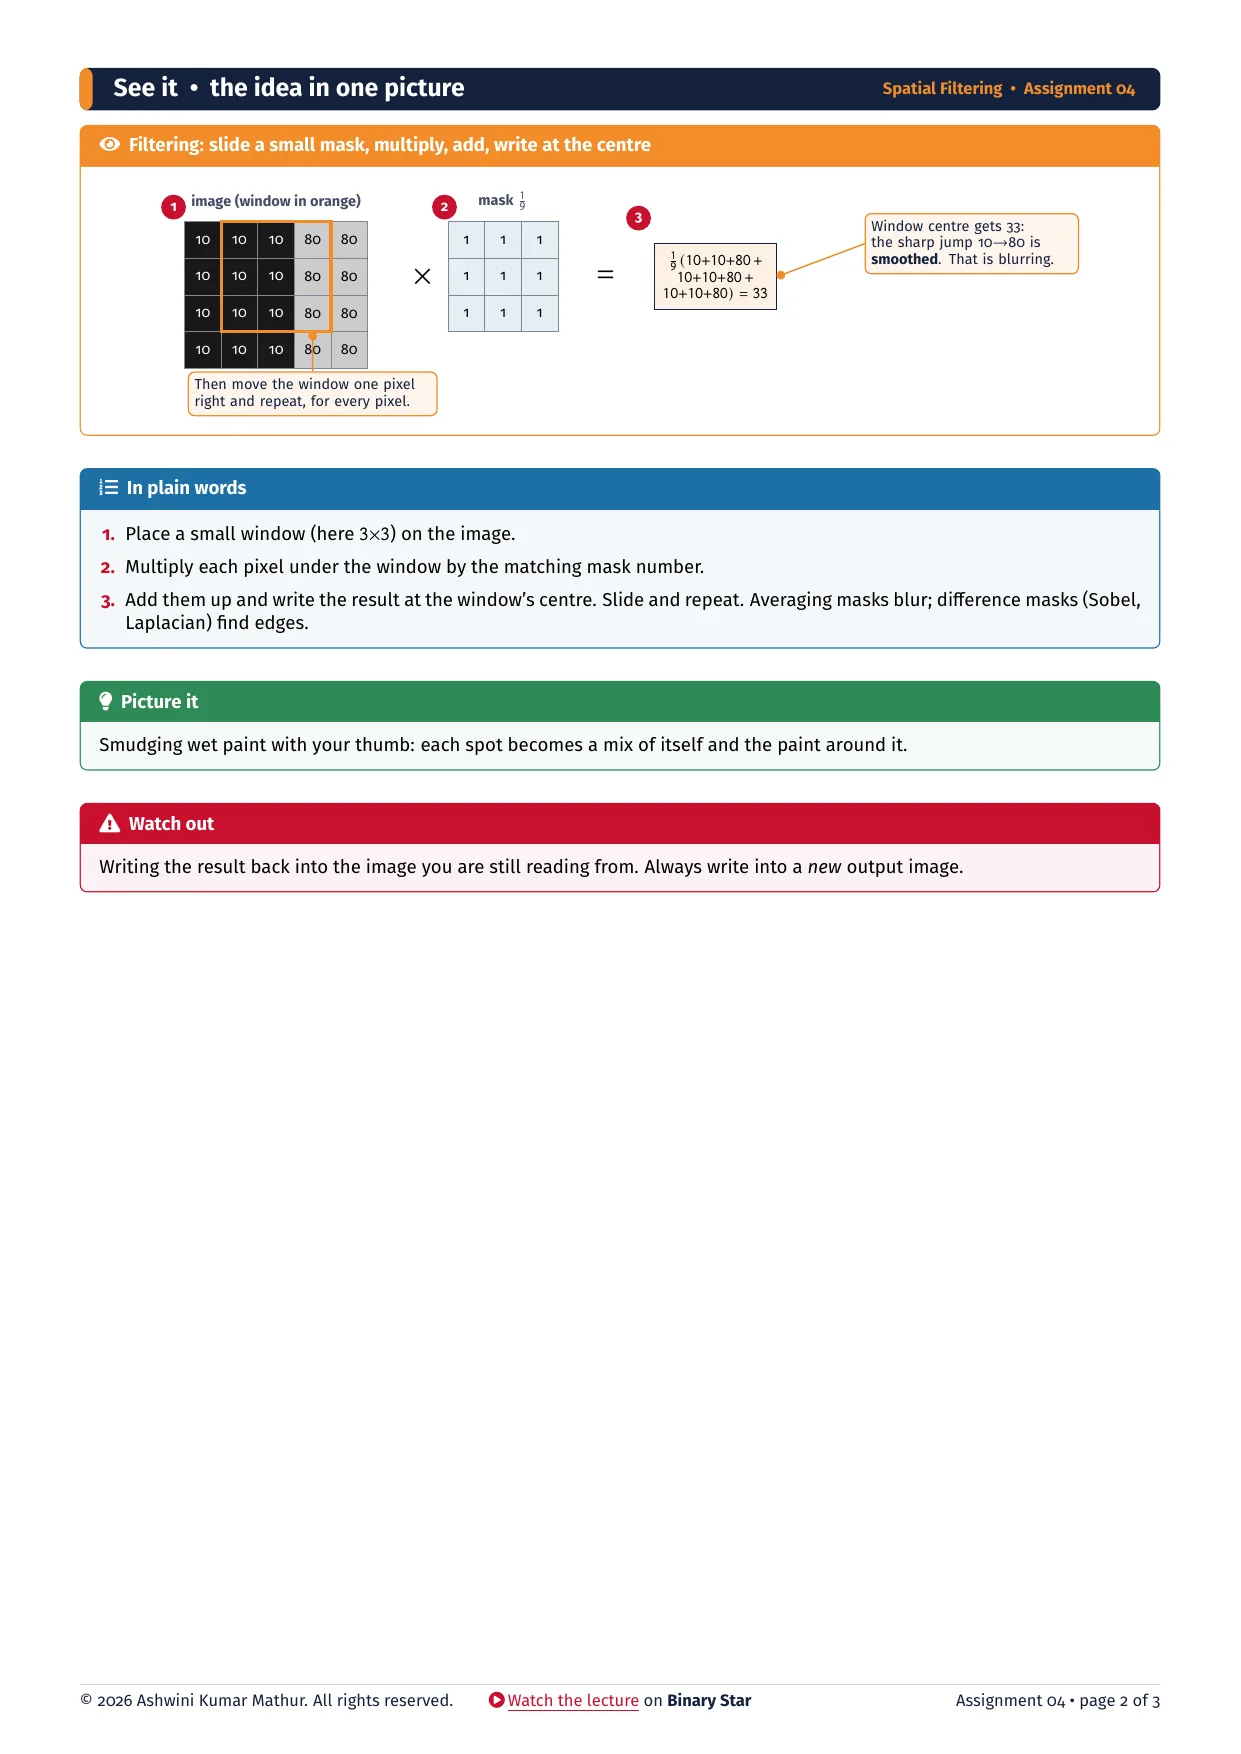 See it • the idea in one picture
Spatial Filtering • Assignment 04
Filtering: slide a small mask, multiply, add, write at the centre
1 image (window in orange)
10 10 10 80 80
10 10 10 80 80
10 10 10 80 80
10 10 10 80 80
Then move the window one pixel
right and repeat, for every pixel.
×
2 mask 1/9
1 1 1
1 1 1
1 1 1
=
3
1/9 (10+10+80 +
10+10+80 +
10+10+80) = 33
Window centre gets 33:
the sharp jump 10→80 is
smoothed. That is blurring.
In plain words
1. Place a small window (here 3×3) on the image.
2. Multiply each pixel under the window by the matching mask number.
3. Add them up and write the result at the window's centre. Slide and repeat. Averaging masks blur; difference masks (Sobel,
Laplacian) find edges.
Picture it
Smudging wet paint with your thumb: each spot becomes a mix of itself and the paint around it.
Watch out
Writing the result back into the image you are still reading from. Always write into a new output image.
© 2026 Ashwini Kumar Mathur. All rights reserved.
Watch the lecture on Binary Star
Assignment 04 • page 2 of 3